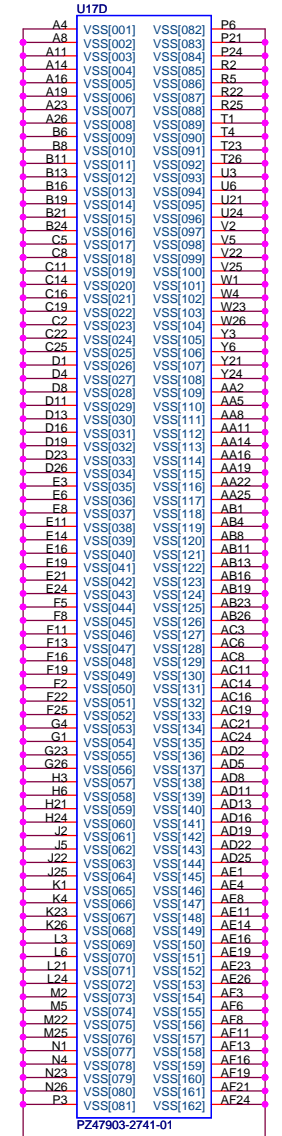 U17D
A4 VSS[001] VSS[082] P6
A8 VSS[002] VSS[083] P21
A11 VSS[003] VSS[084] P24
A14 VSS[004] VSS[085] R2
A16 VSS[005] VSS[086] R5
A19 VSS[006] VSS[087] R22
A23 VSS[007] VSS[088] R25
A26 VSS[008] VSS[089] T1
B6 VSS[009] VSS[090] T4
B8 VSS[010] VSS[091] T23
B11 VSS[011] VSS[092] T26
B13 VSS[012] VSS[093] U3
B16 VSS[013] VSS[094] U6
B19 VSS[014] VSS[095] U21
B21 VSS[015] VSS[096] U24
B24 VSS[016] VSS[097] V2
C5 VSS[017] VSS[098] V5
C8 VSS[018] VSS[099] V22
C11 VSS[019] VSS[100] V25
C14 VSS[020] VSS[101] W1
C16 VSS[021] VSS[102] W4
C19 VSS[022] VSS[103] W23
C2 VSS[023] VSS[104] W26
C22 VSS[024] VSS[105] Y3
C25 VSS[025] VSS[106] Y6
D1 VSS[026] VSS[107] Y21
D4 VSS[027] VSS[108] Y24
D8 VSS[028] VSS[109] AA2
D11 VSS[029] VSS[110] AA5
D13 VSS[030] VSS[111] AA8
D16 VSS[031] VSS[112] AA11
D19 VSS[032] VSS[113] AA14
D23 VSS[033] VSS[114] AA16
D26 VSS[034] VSS[115] AA19
E3 VSS[035] VSS[116] AA22
E6 VSS[036] VSS[117] AA25
E8 VSS[037] VSS[118] AB1
E11 VSS[038] VSS[119] AB4
E14 VSS[039] VSS[120] AB8
E16 VSS[040] VSS[121] AB11
E19 VSS[041] VSS[122] AB13
E21 VSS[042] VSS[123] AB16
E24 VSS[043] VSS[124] AB19
F5 VSS[044] VSS[125] AB23
F8 VSS[045] VSS[126] AB26
F11 VSS[046] VSS[127] AC3
F13 VSS[047] VSS[128] AC6
F16 VSS[048] VSS[129] AC8
F19 VSS[049] VSS[130] AC11
F2 VSS[050] VSS[131] AC14
F22 VSS[051] VSS[132] AC16
F25 VSS[052] VSS[133] AC19
G4 VSS[053] VSS[134] AC21
G1 VSS[054] VSS[135] AC24
G23 VSS[055] VSS[136] AD2
G26 VSS[056] VSS[137] AD5
H3 VSS[057] VSS[138] AD8
H6 VSS[058] VSS[139] AD11
H21 VSS[059] VSS[140] AD13
H24 VSS[060] VSS[141] AD16
J2 VSS[061] VSS[142] AD19
J5 VSS[062] VSS[143] AD22
J22 VSS[063] VSS[144] AD25
J25 VSS[064] VSS[145] AE1
K1 VSS[065] VSS[146] AE4
K4 VSS[066] VSS[147] AE8
K23 VSS[067] VSS[148] AE11
K26 VSS[068] VSS[149] AE14
L3 VSS[069] VSS[150] AE16
L6 VSS[070] VSS[151] AE19
L21 VSS[071] VSS[152] AE23
L24 VSS[072] VSS[153] AE26
M2 VSS[073] VSS[154] AF3
M5 VSS[074] VSS[155] AF6
M22 VSS[075] VSS[156] AF8
M25 VSS[076] VSS[157] AF11
N1 VSS[077] VSS[158] AF13
N4 VSS[078] VSS[159] AF16
N23 VSS[079] VSS[160] AF19
N26 VSS[080] VSS[161] AF21
P3 VSS[081] VSS[162] AF24
PZ47903-2741-01